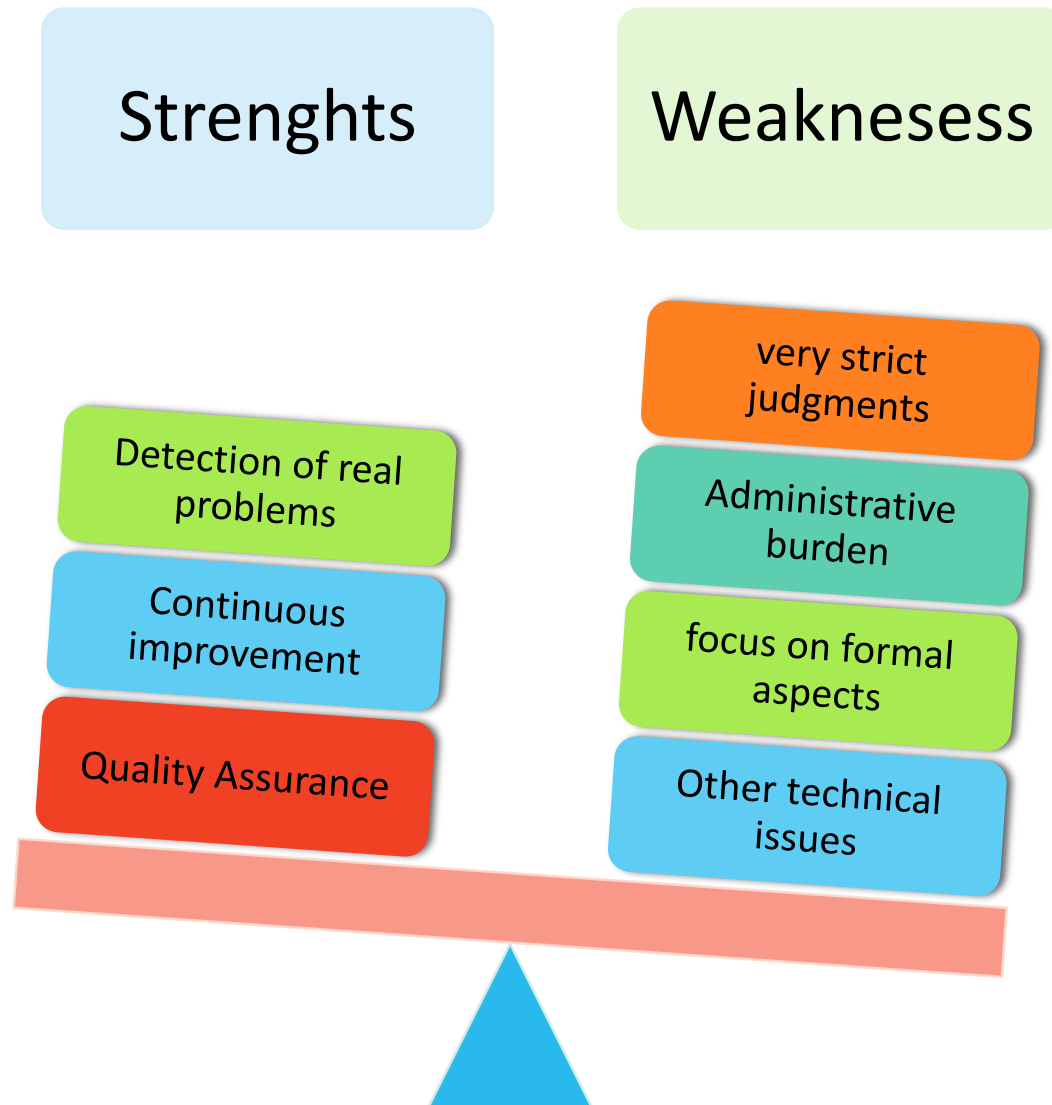 Strenghts
Weaknesess
Detection of real
problems
Continuous
improvement
Quality Assurance
very strict
judgments
Administrative
burden
focus on formal
aspects
Other technical
issues